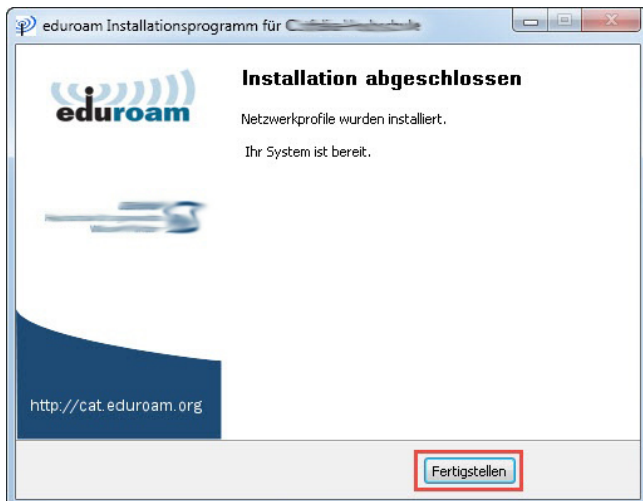 eduroam Installationsprogramm für
eduroam
Installation abgeschlossen
Netzwerkprofile wurden installiert.
Ihr System ist bereit.
http://cat.eduroam.org
Fertigstellen